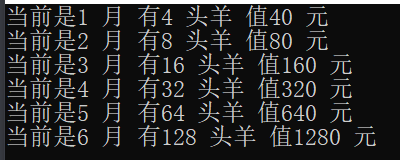 当前是1 月 有4 头羊 值40 元
当前是2 月 有8 头羊 值80 元
当前是3 月 有16 头羊 值160 元
当前是4 月 有32 头羊 值320 元
当前是5 月 有64 头羊 值640 元
当前是6 月 有128 头羊 值1280 元